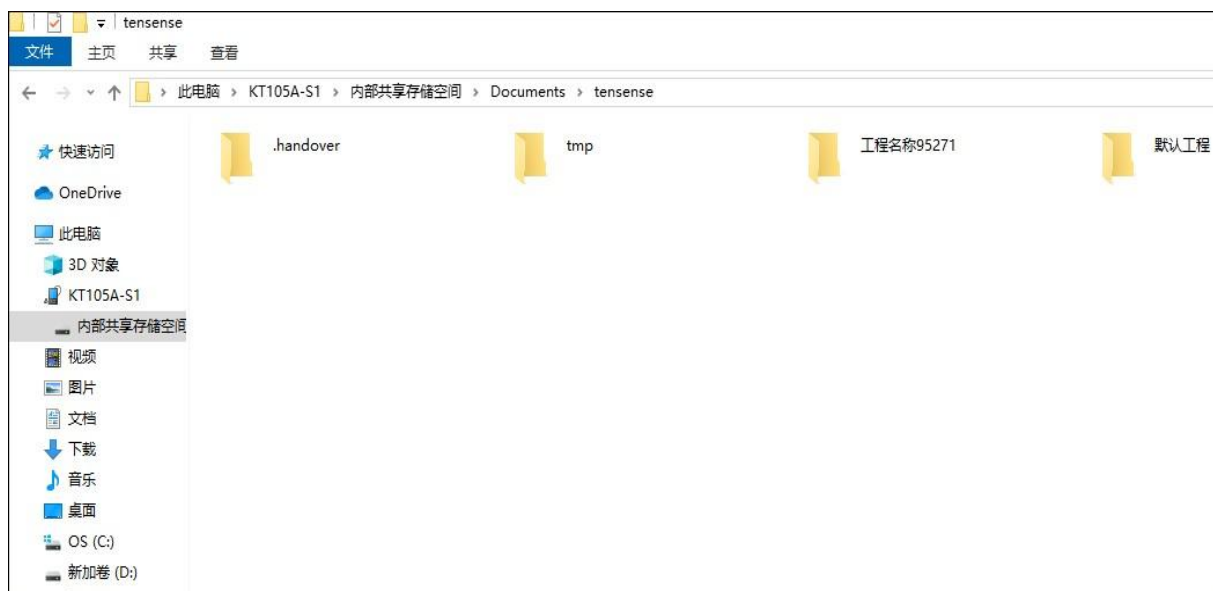 tensense
文件 主页 共享 查看
此电脑 › KT105A-S1 › 内部共享存储空间 › Documents › tensense
.handover tmp 工程名称95271 默认工程
快速访问
OneDrive
此电脑
3D 对象
KT105A-S1
内部共享存储空间
视频
图片
文档
下载
音乐
桌面
OS (C:)
新加卷 (D:)